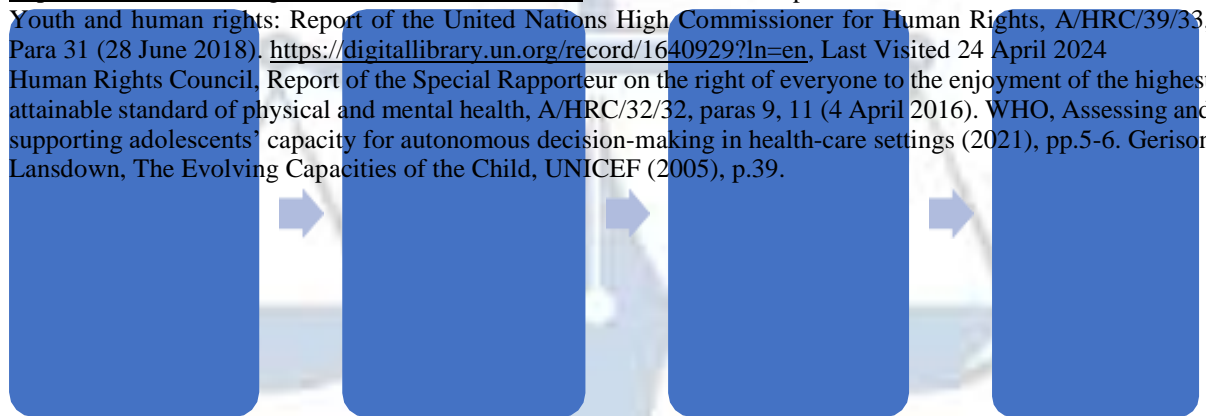 Youth and human rights: Report of the United Nations High Commissioner for Human Rights, A/HRC/39/33.
Para 31 (28 June 2018). https://digitallibrary.un.org/record/1640929?ln=en, Last Visited 24 April 2024
Human Rights Council, Report of the Special Rapporteur on the right of everyone to the enjoyment of the highest
attainable standard of physical and mental health, A/HRC/32/32, paras 9, 11 (4 April 2016). WHO, Assessing and
supporting adolescents’ capacity for autonomous decision-making in health-care settings (2021), pp.5-6. Gerison
Lansdown, The Evolving Capacities of the Child, UNICEF (2005), p.39.